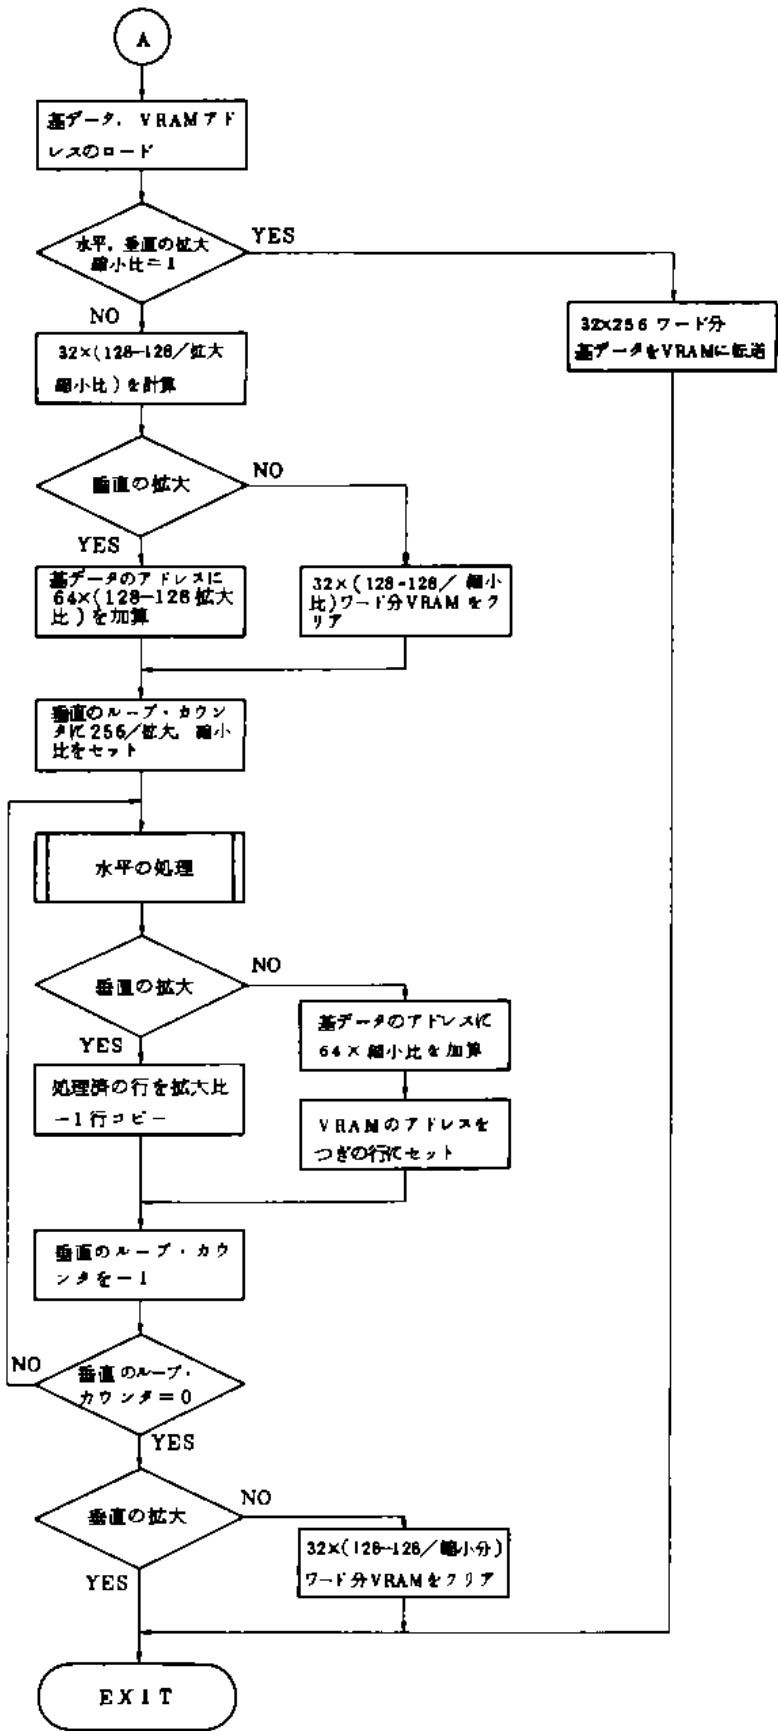 A
基データ，VRAMアド
レスのロード
水平，垂直の拡大
縮小比＝1
YES
NO
32×256 ワード分
基データをVRAMに転送
32×(128−128／拡大
縮小比)を計算
垂直の拡大
NO
YES
基データのアドレスに
64×(128−128 拡大
比)を加算
32×(128−128／縮小
比)ワード分VRAMをク
リア
垂直のループ・カウン
タに256／拡大，縮小
比をセット
水平の処理
垂直の拡大
NO
YES
基データのアドレスに
64×縮小比を加算
処理済の行を拡大比
−1行コピー
VRAMのアドレスを
つぎの行にセット
垂直のループ・カウ
ンタを−1
NO
垂直のループ・
カウンタ＝0
YES
垂直の拡大
NO
YES
32×(128−128／縮小分)
ワード分VRAMをクリア
EXIT